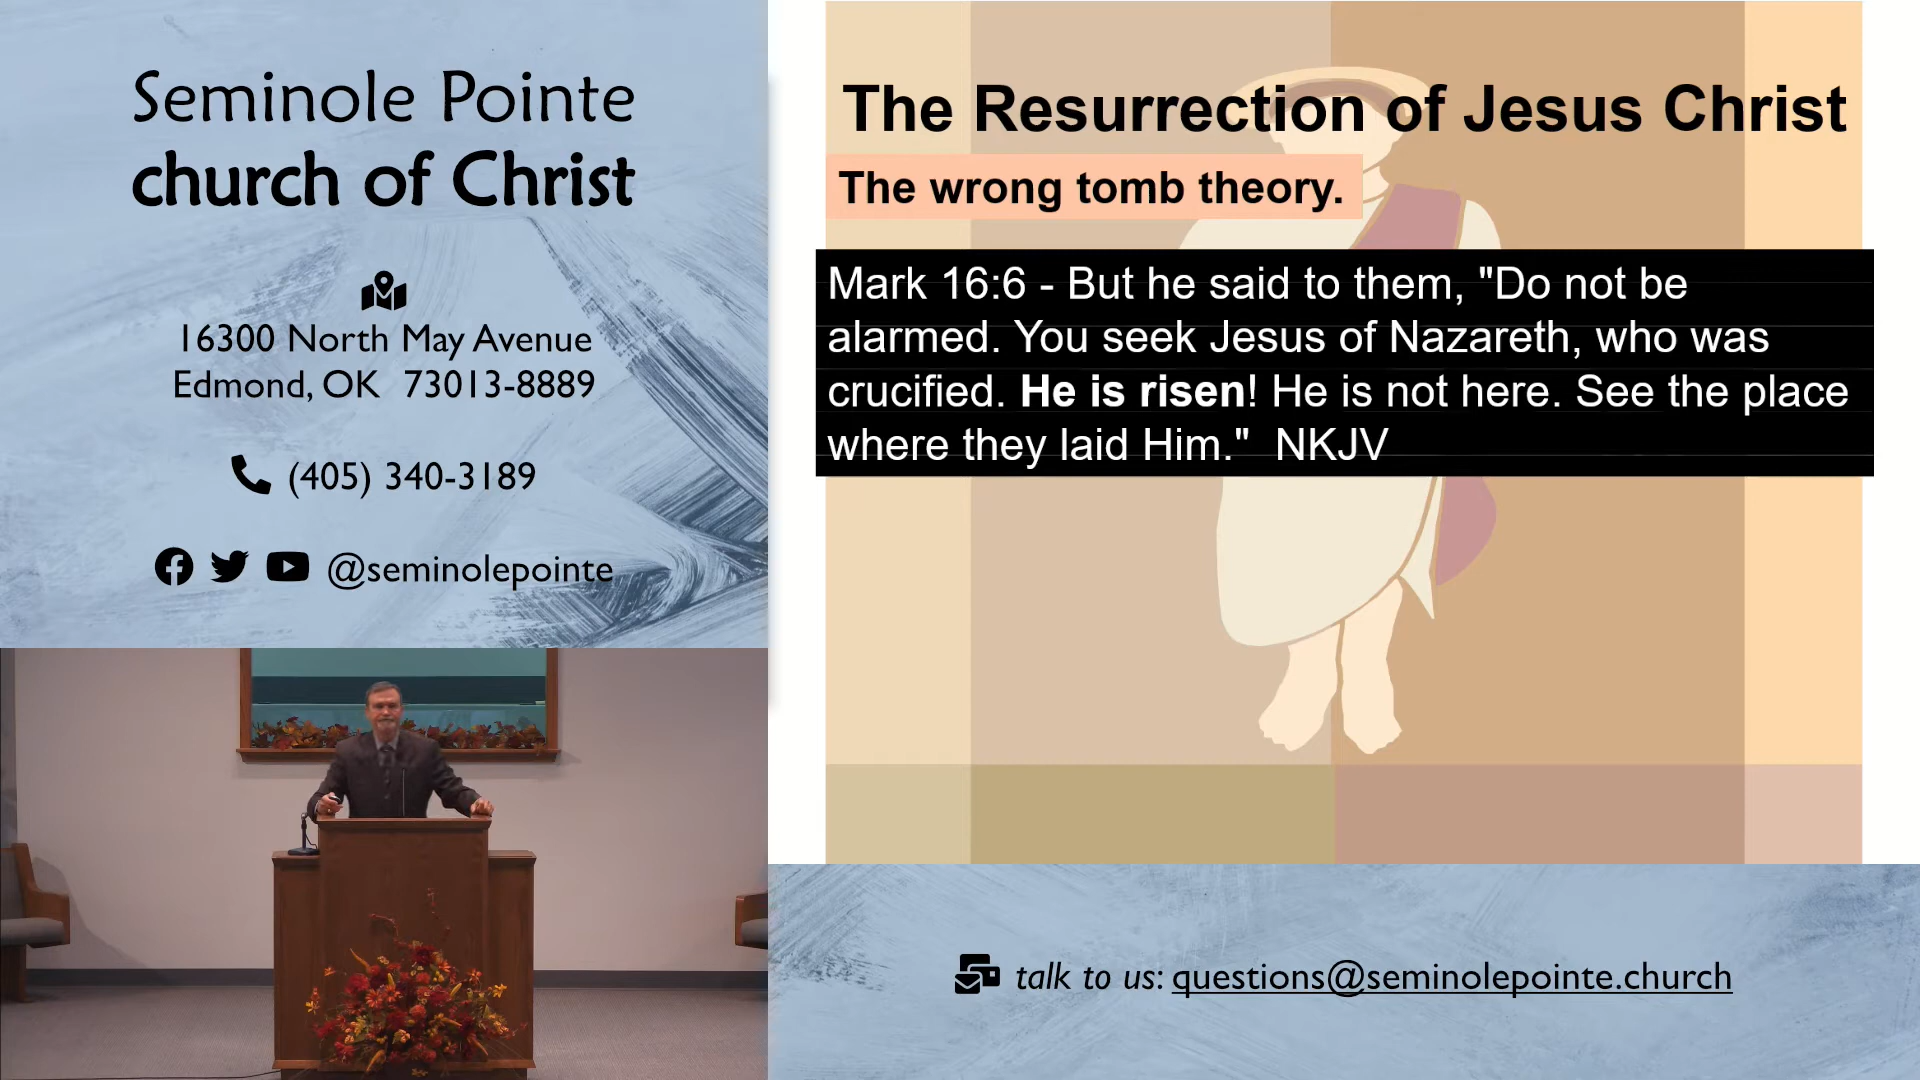 Seminole Pointe
church of Christ
16300 North May Avenue
Edmond, OK  73013-8889
(405) 340-3189
@seminolepointe
The Resurrection of Jesus Christ
The wrong tomb theory.
Mark 16:6 - But he said to them, "Do not be
alarmed. You seek Jesus of Nazareth, who was
crucified. He is risen! He is not here. See the place
where they laid Him."  NKJV
talk to us: questions@seminolepointe.church